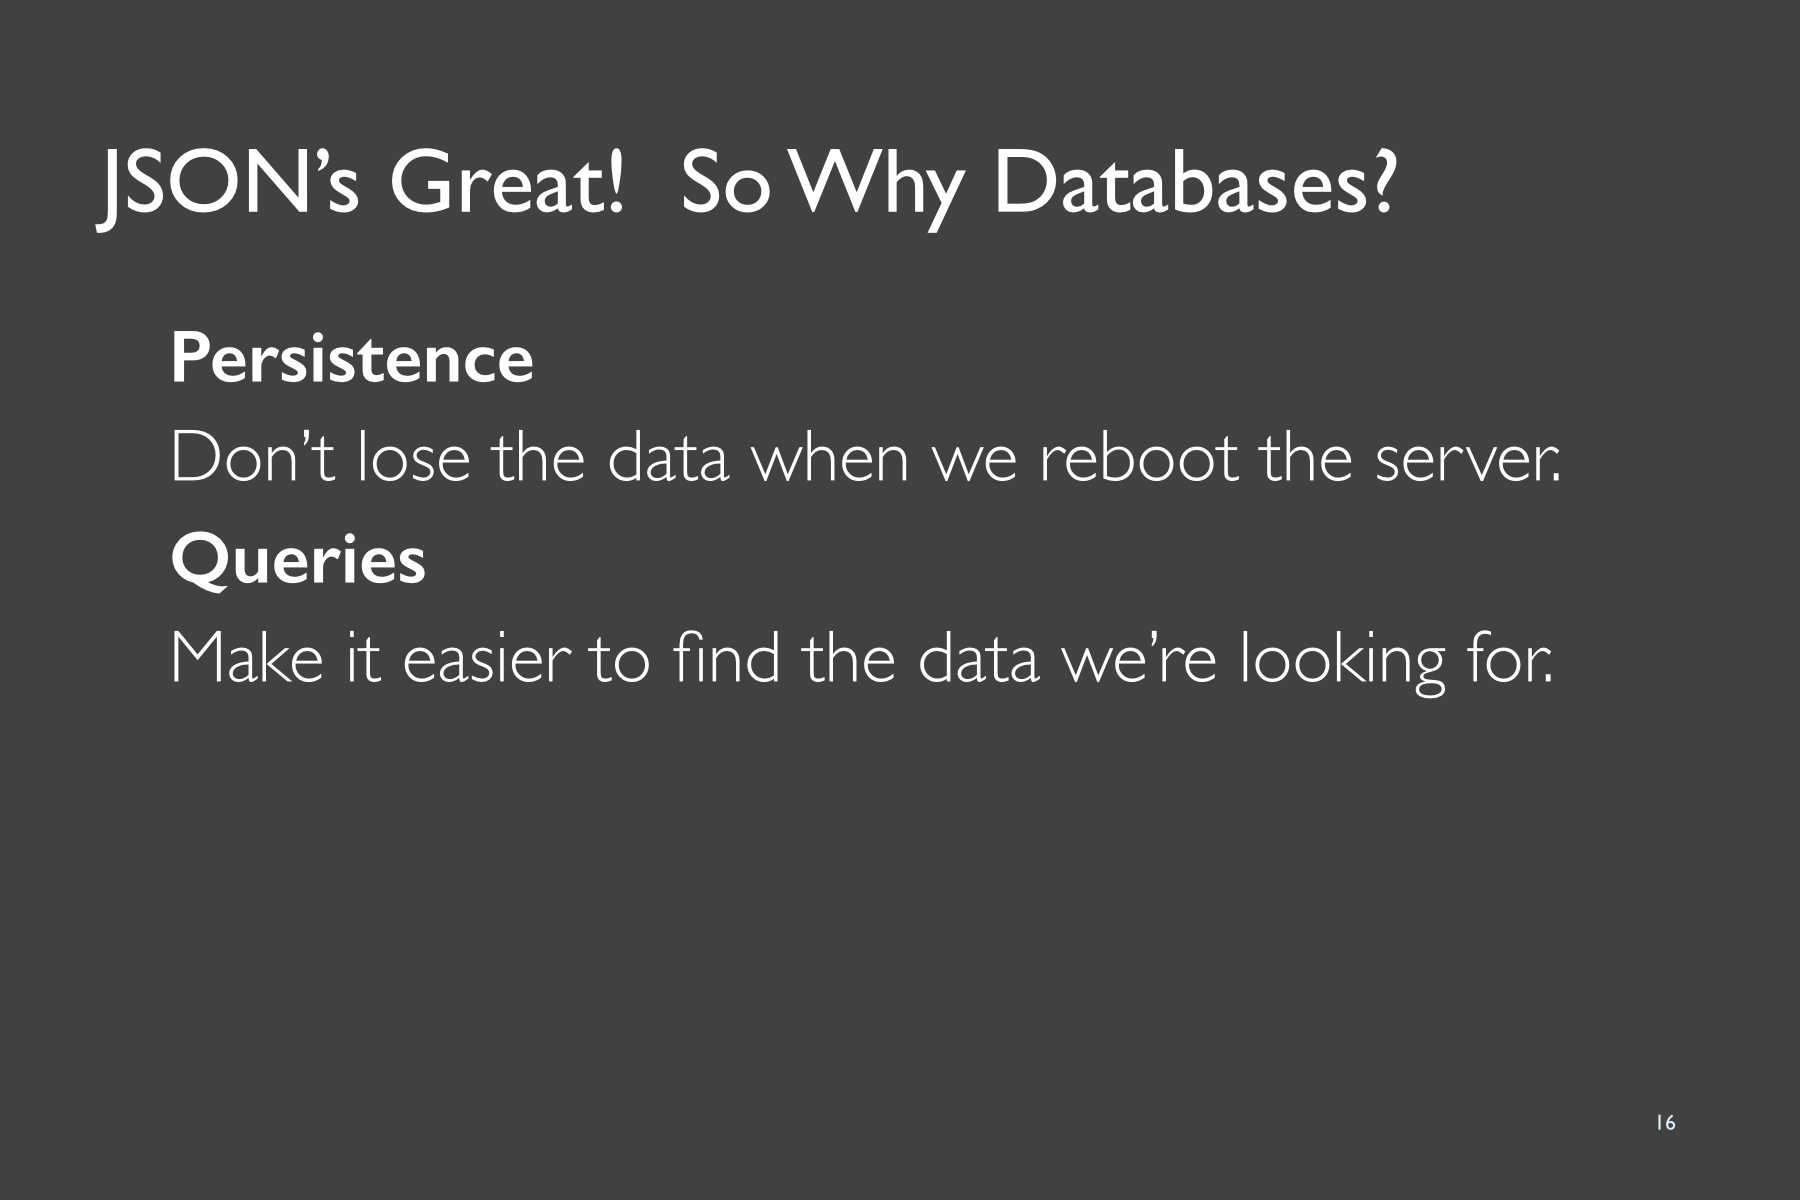 JSON’s Great!  So Why Databases?
Persistence
Don’t lose the data when we reboot the server.
Queries
Make it easier to find the data we’re looking for.
16